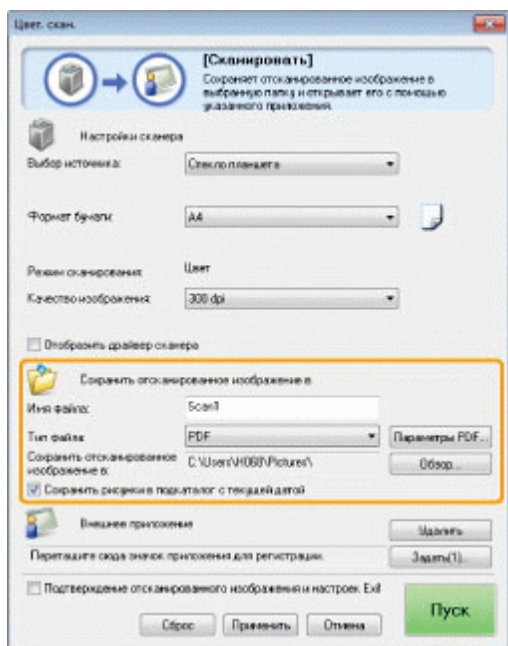 Цвет. скан.
[Сканировать]
Сохраняет отсканированное изображение в
выбранную папку и открывает его с помощью
указанного приложения.
Настройки сканера
Выбор источника: Стекло планшета
Формат бумаги: A4
Режим сканирования: Цвет
Качество изображения: 300 dpi
Отобразить драйвер сканера
Сохранить отсканированное изображение в
Имя файла: Scan1
Тип файла: PDF Параметры PDF...
Сохранить отсканированное
изображение в: C:\Users\H068\Pictures\ Обзор...
Сохранить рисунки в подкаталог с текущей датой
Внешнее приложение Удалить
Перетащите сюда значок приложения для регистрации. Задать(1)...
Подтверждение отсканированного изображения и настроек Exif
Сброс Применить Отмена Пуск